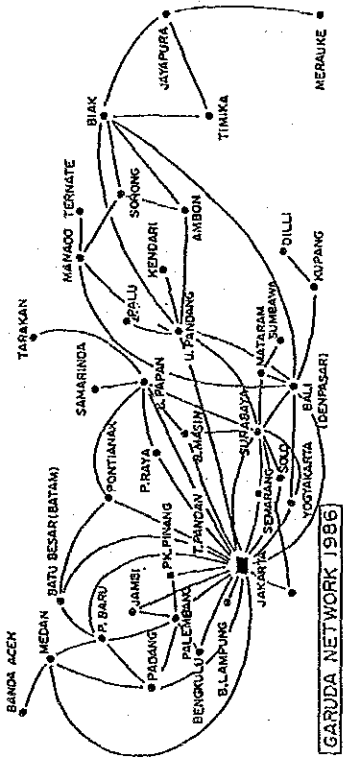 BANDA ACEK
MEDAN
BATU BESAR(BATAM)
P.BARU
PADANG
JAMBI
PALEMBANG
BENGKULU
B.LAMPUNG
PK.PINANG
T.PANDAN
PONTIANAK
P.RAYA
JAKARTA
SEMARANG
SOLO
YOGYAKARTA
SURABAYA
B.MASIN
SAMARINDA
TARAKAN
PALU
KENDARI
U.PANDANG
MATARAM
SUMBAWA
BALI
(DENPASAR)
KUPANG
DILLI
MANADO
TERNATE
SORONG
AMBON
BIAK
TIMIKA
JAYAPURA
MERAUKE
GARUDA NETWORK 1986